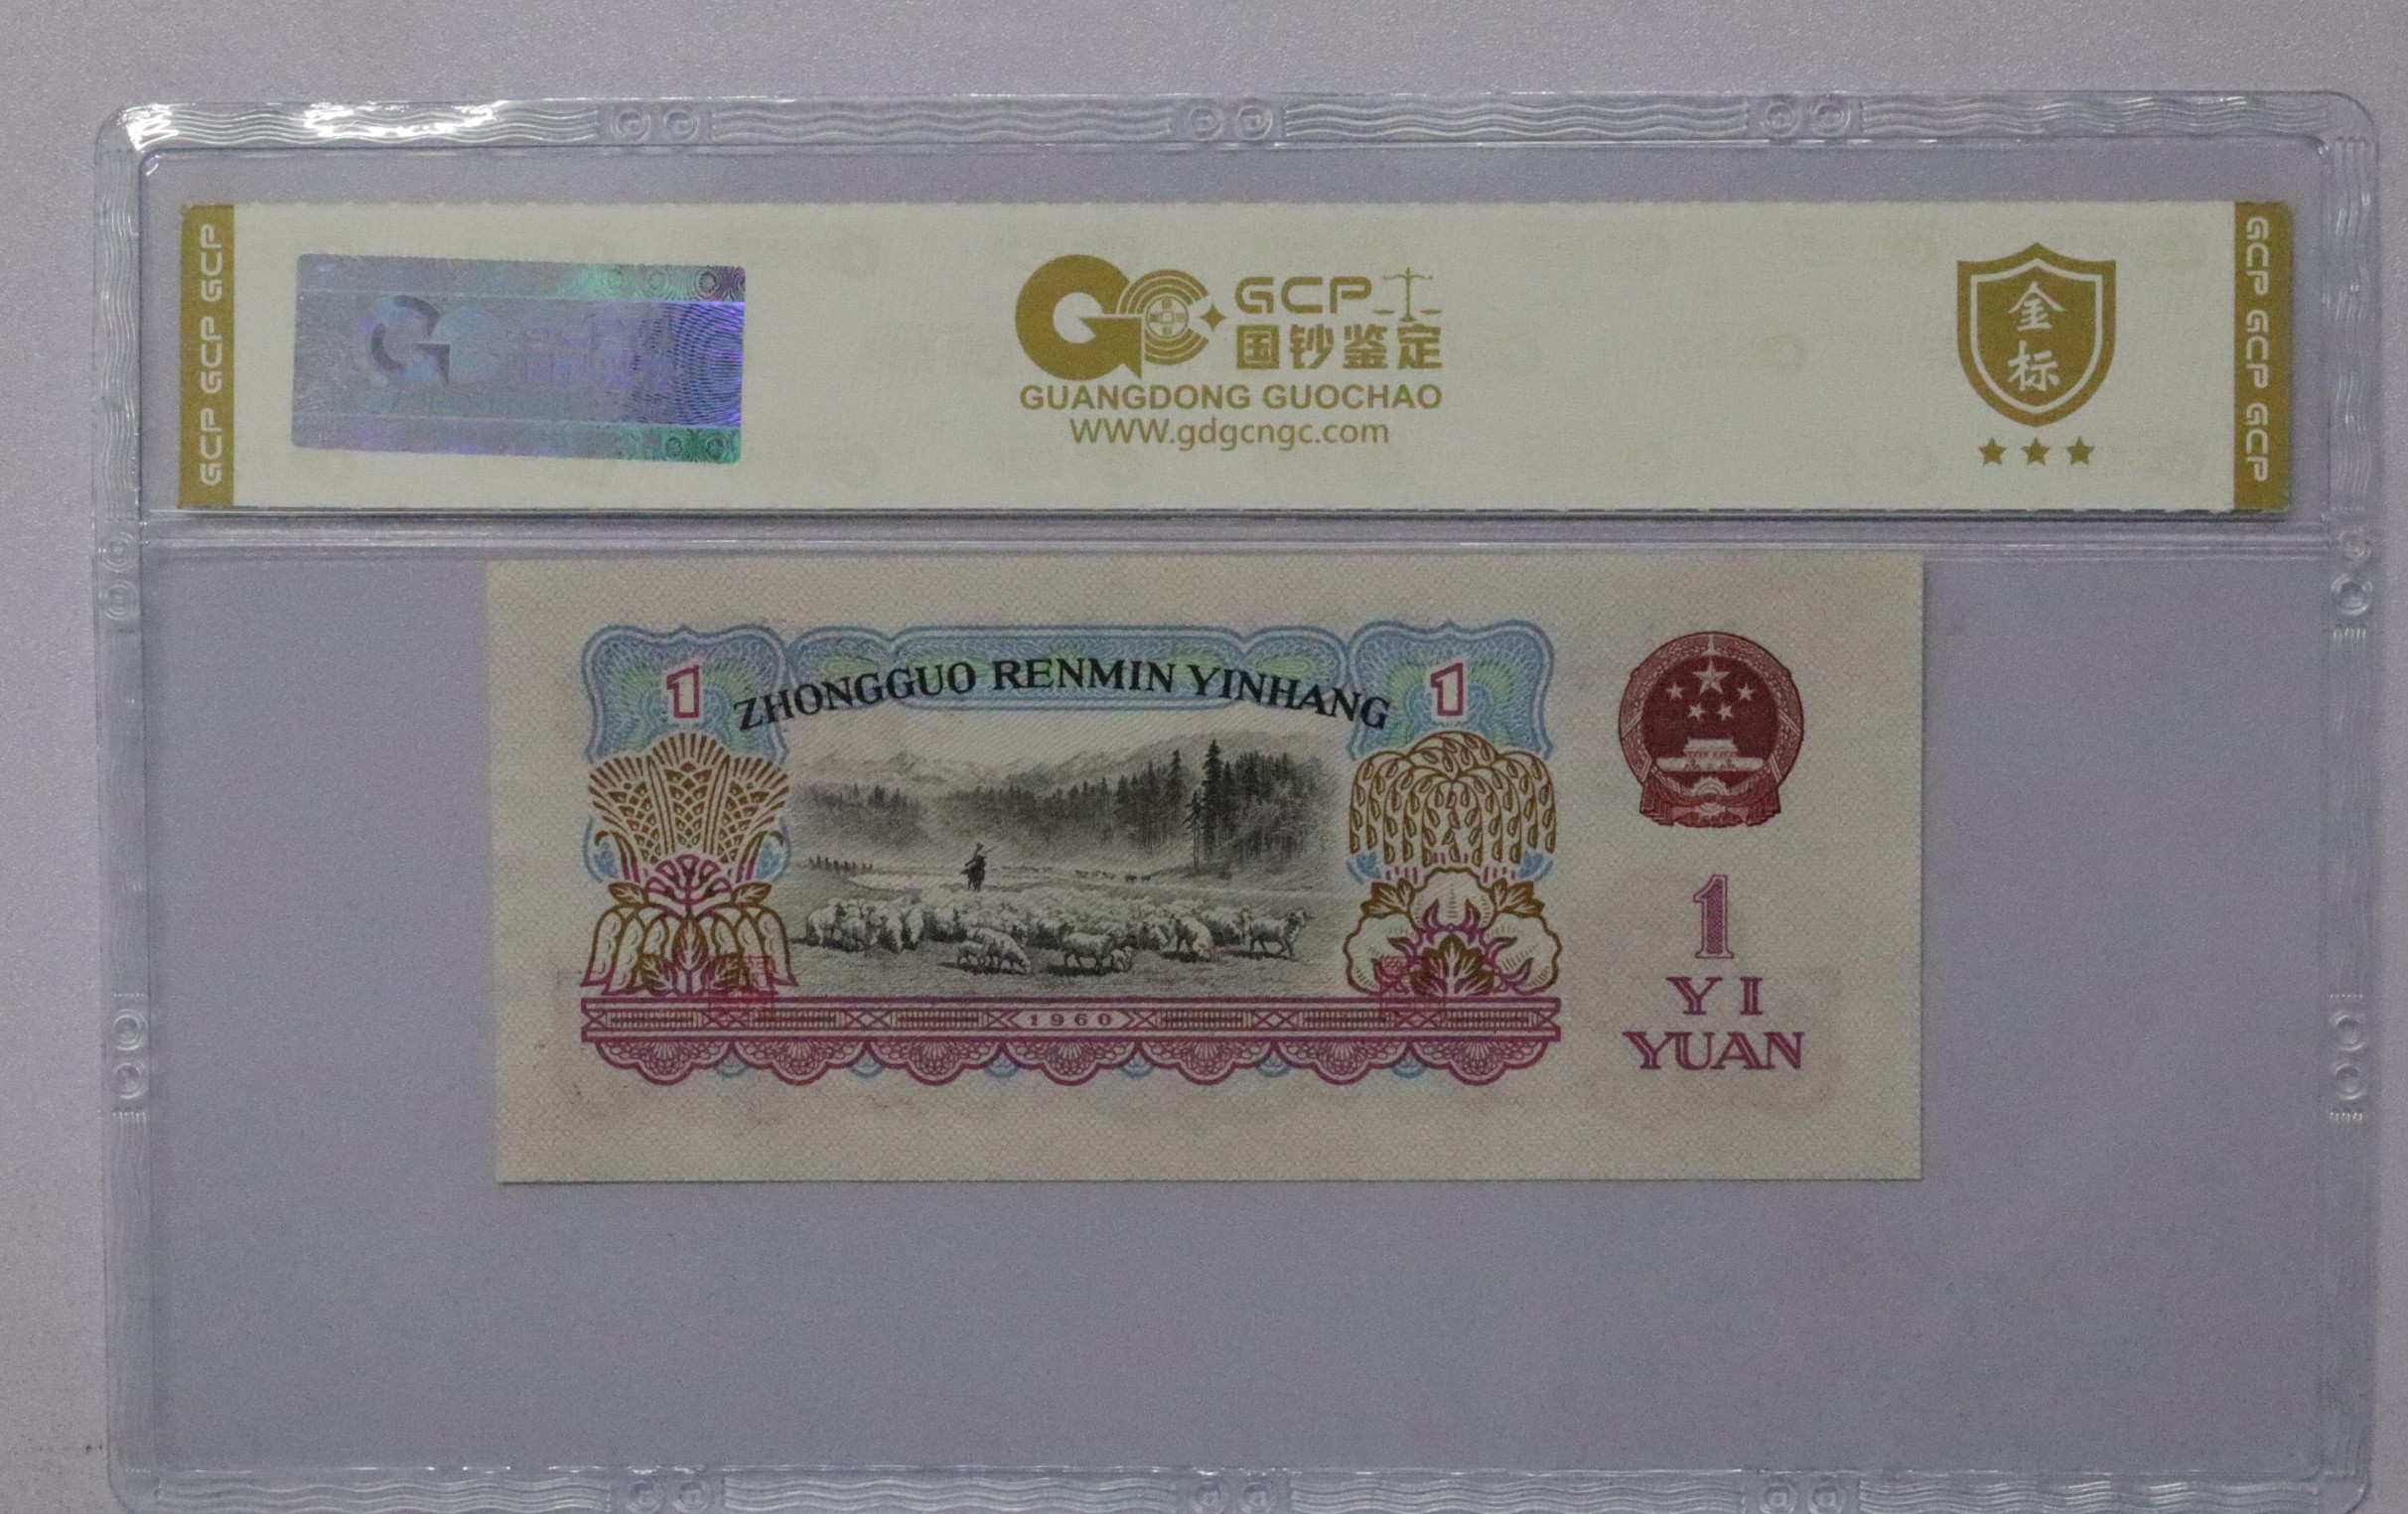 GCP GCP GCP
GCP
国钞鉴定
GUANGDONG GUOCHAO
WWW.gdgcngc.com
金
标
GCP GCP GCP
1
ZHONGGUO RENMIN YINHANG
1
1960
1
YI
YUAN